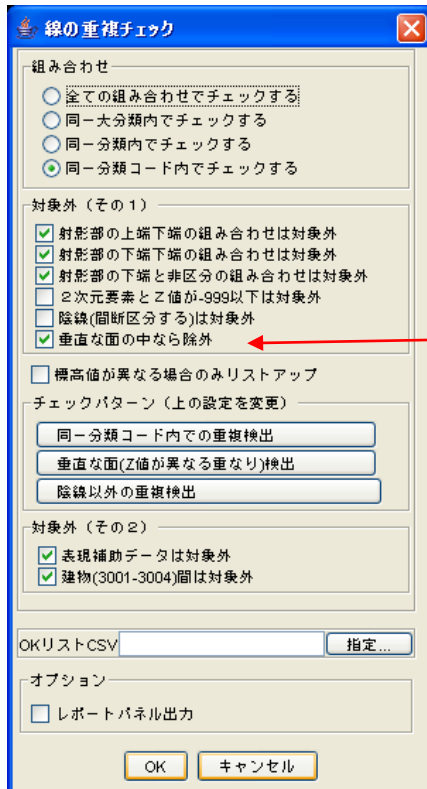 線の重複チェック
組み合わせ
全ての組み合わせでチェックする
同一大分類内でチェックする
同一分類内でチェックする
同一分類コード内でチェックする
対象外（その１）
射影部の上端下端の組み合わせは対象外
射影部の下端下端の組み合わせは対象外
射影部の下端と非区分の組み合わせは対象外
２次元要素とＺ値が-999以下は対象外
陰線(間断区分する)は対象外
垂直な面の中なら除外
標高値が異なる場合のみリストアップ
チェックパターン（上の設定を変更）
同一分類コード内での重複検出
垂直な面(Z値が異なる重なり)検出
陰線以外の重複検出
対象外（その２）
表現補助データは対象外
建物(3001-3004)間は対象外
OKリストCSV 指定...
オプション
レポートパネル出力
OK キャンセル